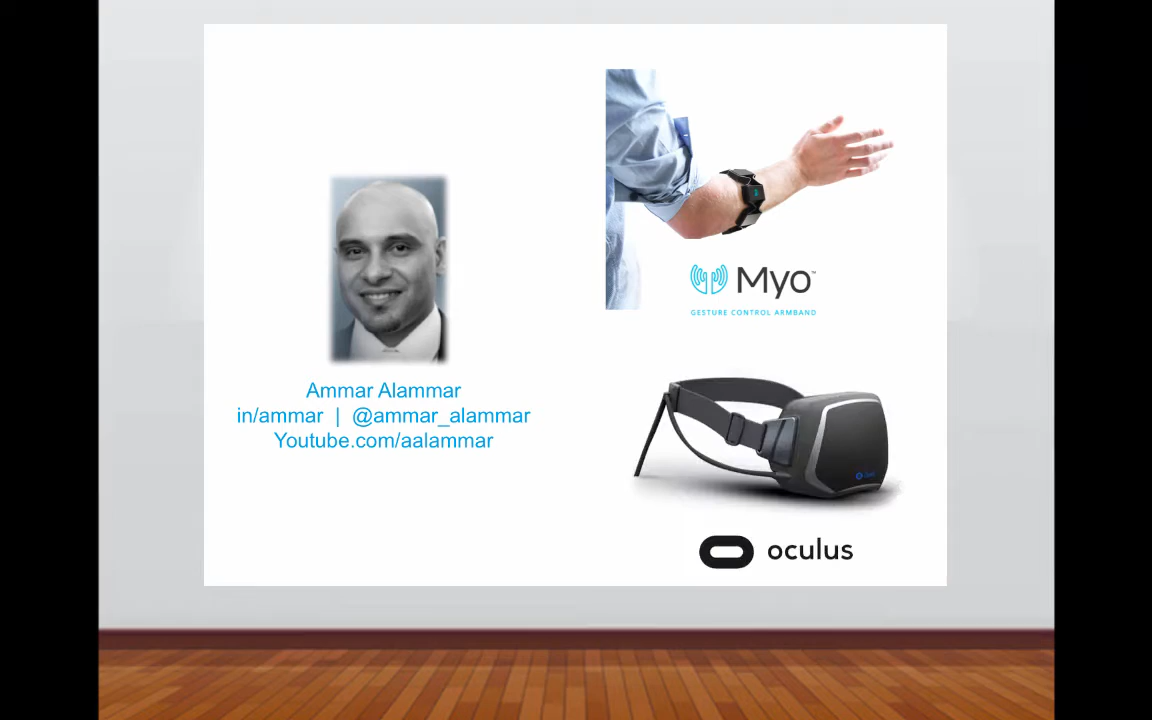 Ammar Alammar
in/ammar | @ammar_alammar
Youtube.com/aalammar
Myo™
GESTURE CONTROL ARMBAND
oculus